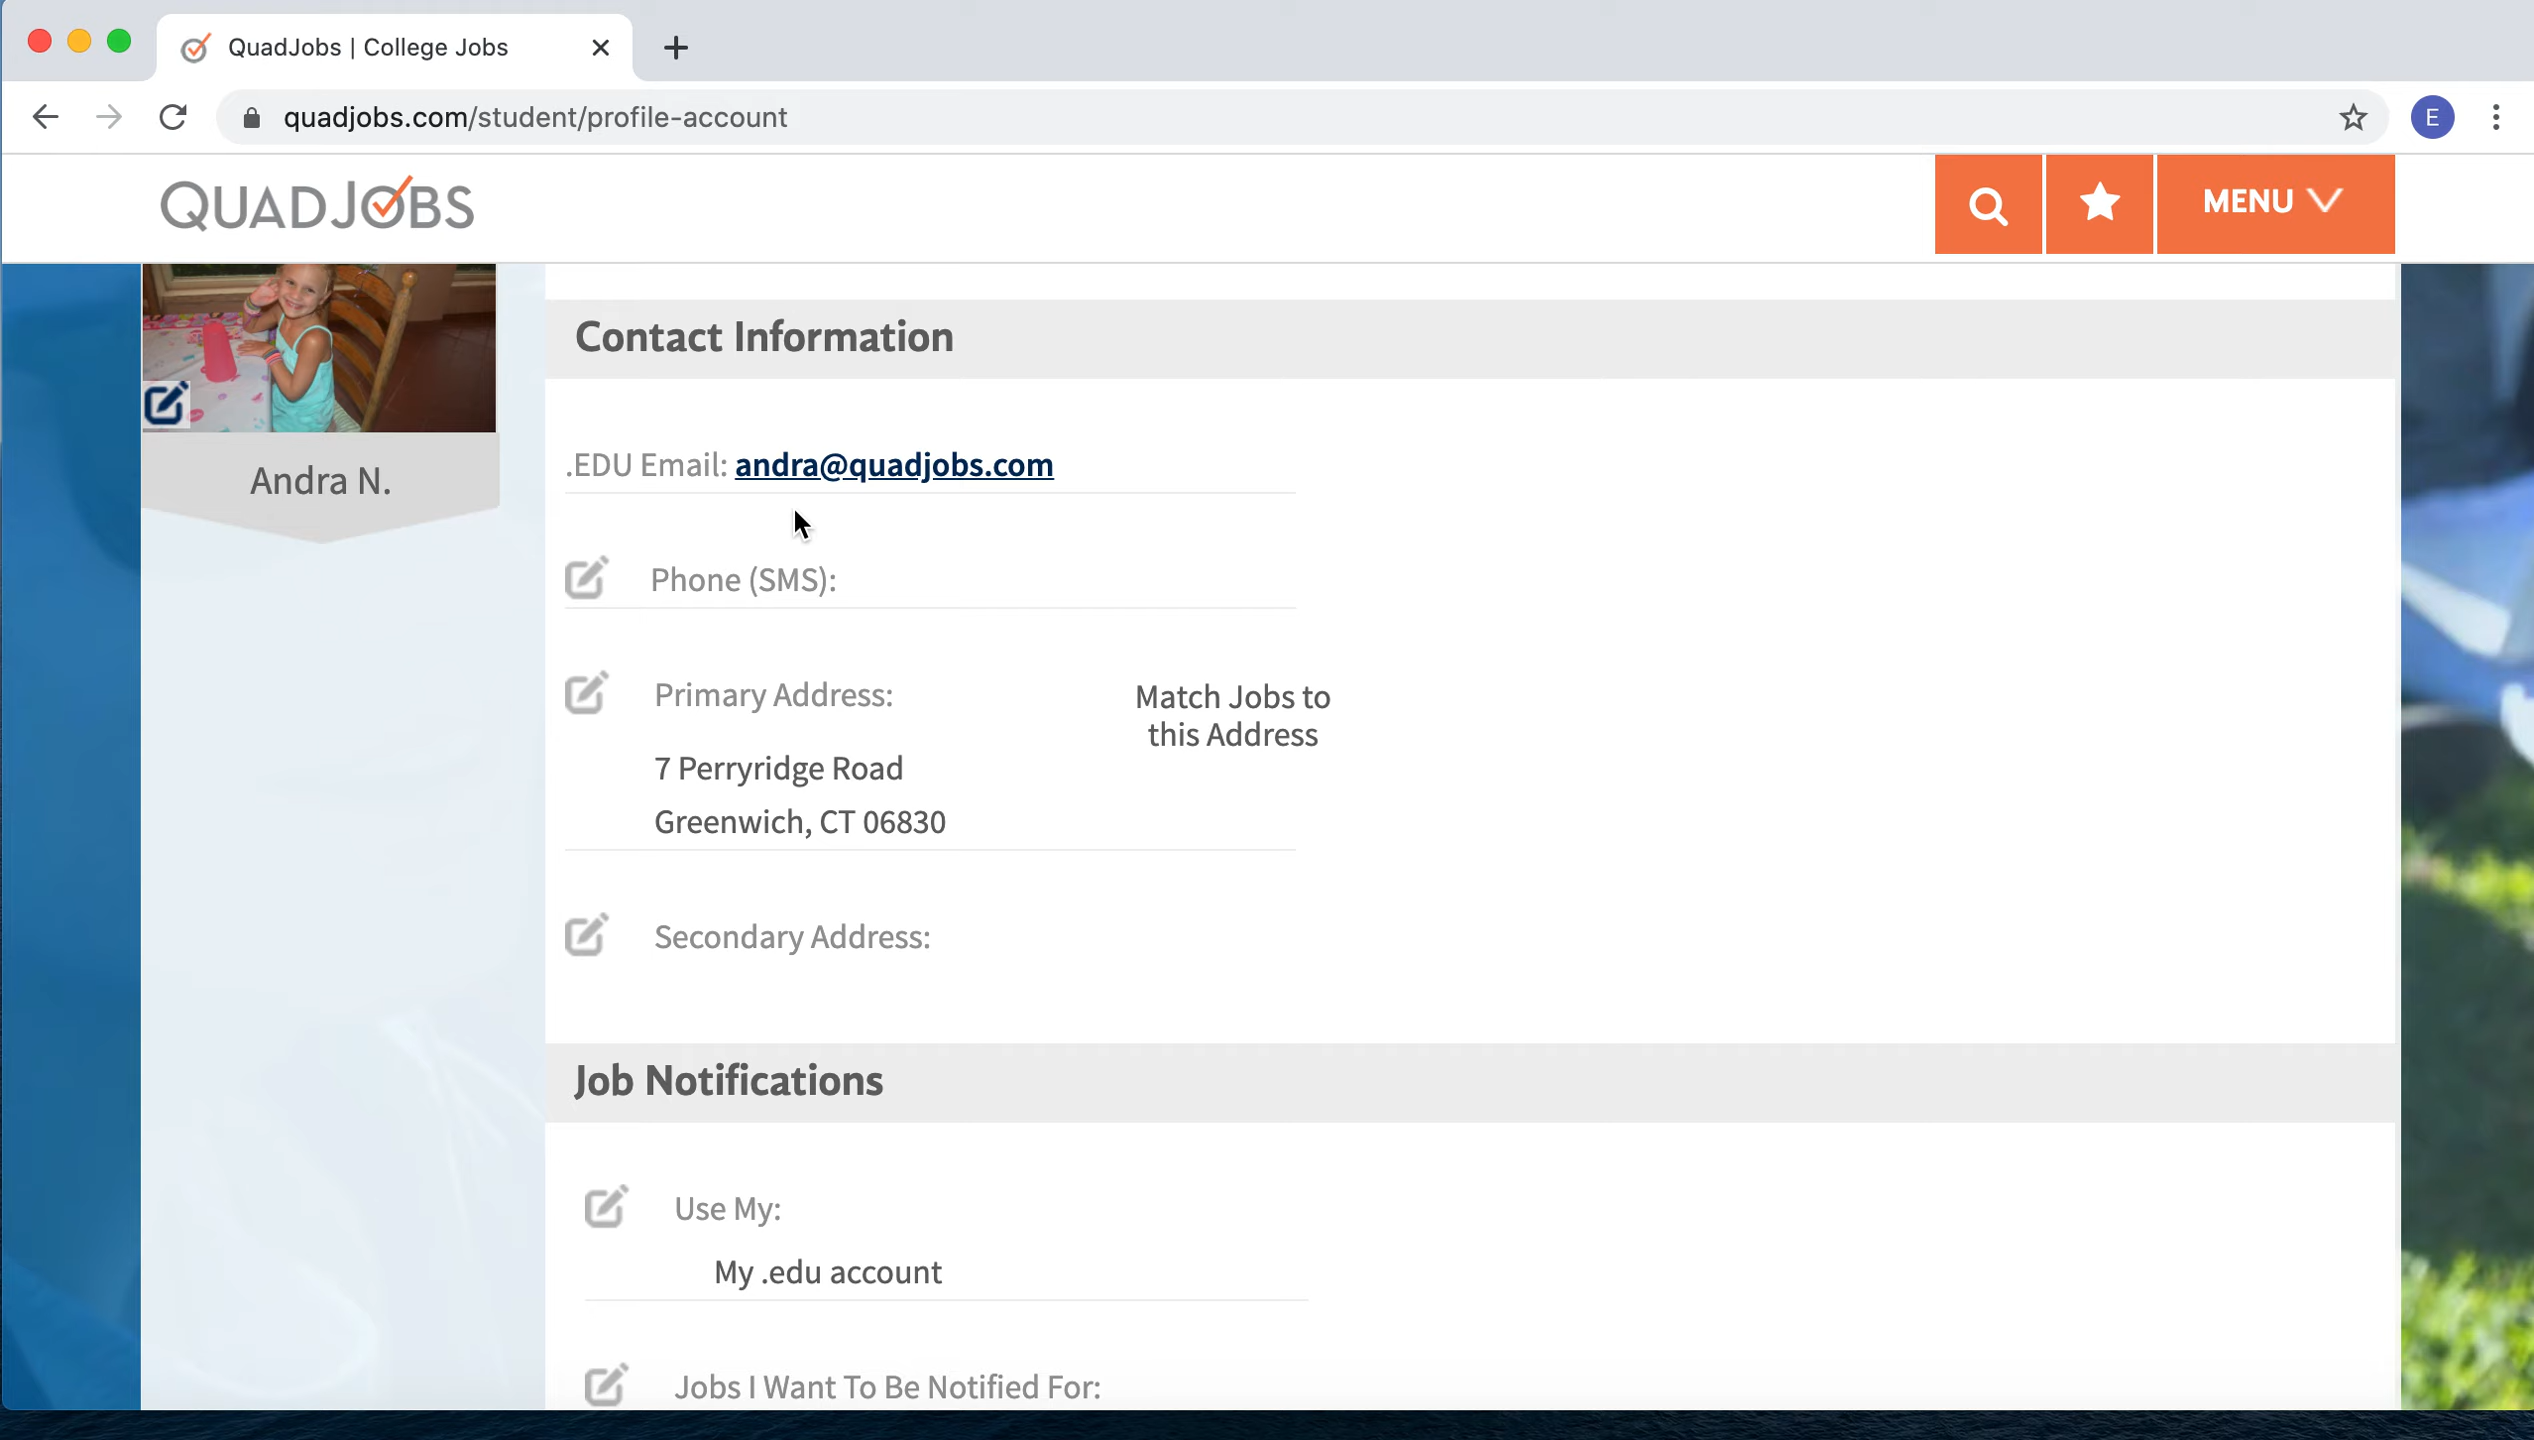 QuadJobs | College Jobs
quadjobs.com/student/profile-account
E
QUADJOBS
MENU
Andra N.
Contact Information
.EDU Email: andra@quadjobs.com
Phone (SMS):
Primary Address:
Match Jobs to
this Address
7 Perryridge Road
Greenwich, CT 06830
Secondary Address:
Job Notifications
Use My:
My .edu account
Jobs I Want To Be Notified For: